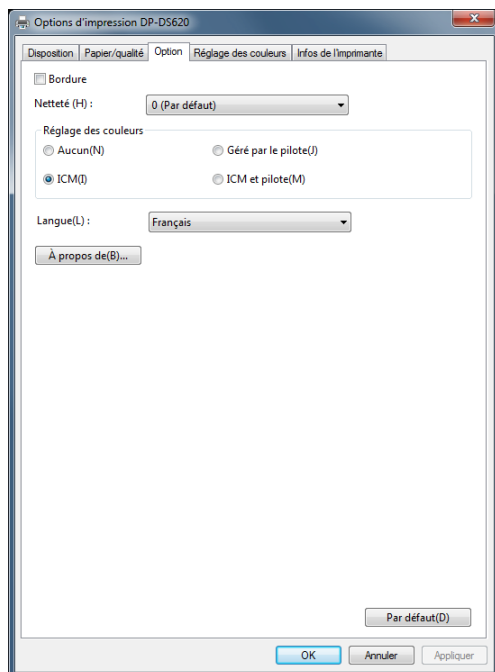 Options d'impression DP-DS620
Disposition Papier/qualité Option Réglage des couleurs Infos de l'imprimante
Bordure
Netteté (H) : 0 (Par défaut)
Réglage des couleurs
Aucun(N) Géré par le pilote(J)
ICM(I) ICM et pilote(M)
Langue(L) : Français
À propos de(B)...
Par défaut(D)
OK Annuler Appliquer